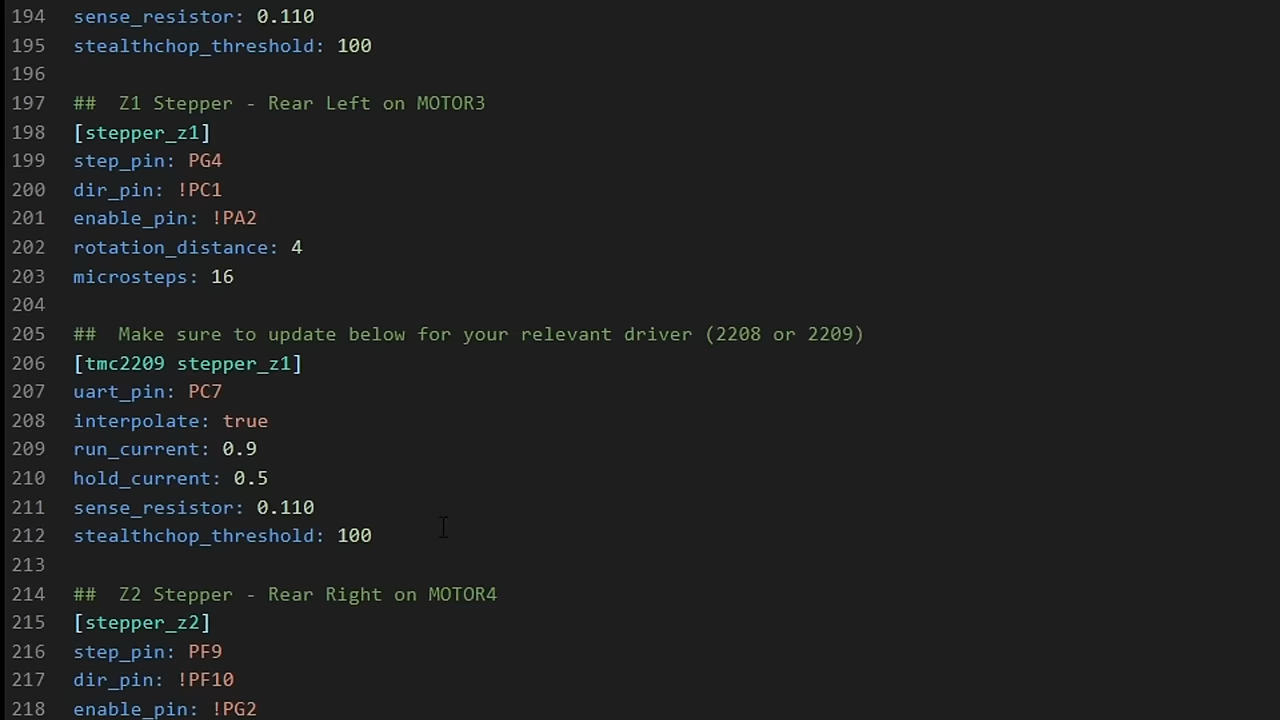 194 sense_resistor: 0.110
195 stealthchop_threshold: 100
196
197 ##  Z1 Stepper - Rear Left on MOTOR3
198 [stepper_z1]
199 step_pin: PG4
200 dir_pin: !PC1
201 enable_pin: !PA2
202 rotation_distance: 4
203 microsteps: 16
204
205 ##  Make sure to update below for your relevant driver (2208 or 2209)
206 [tmc2209 stepper_z1]
207 uart_pin: PC7
208 interpolate: true
209 run_current: 0.9
210 hold_current: 0.5
211 sense_resistor: 0.110
212 stealthchop_threshold: 100
213
214 ##  Z2 Stepper - Rear Right on MOTOR4
215 [stepper_z2]
216 step_pin: PF9
217 dir_pin: !PF10
218 enable_pin: !PG2